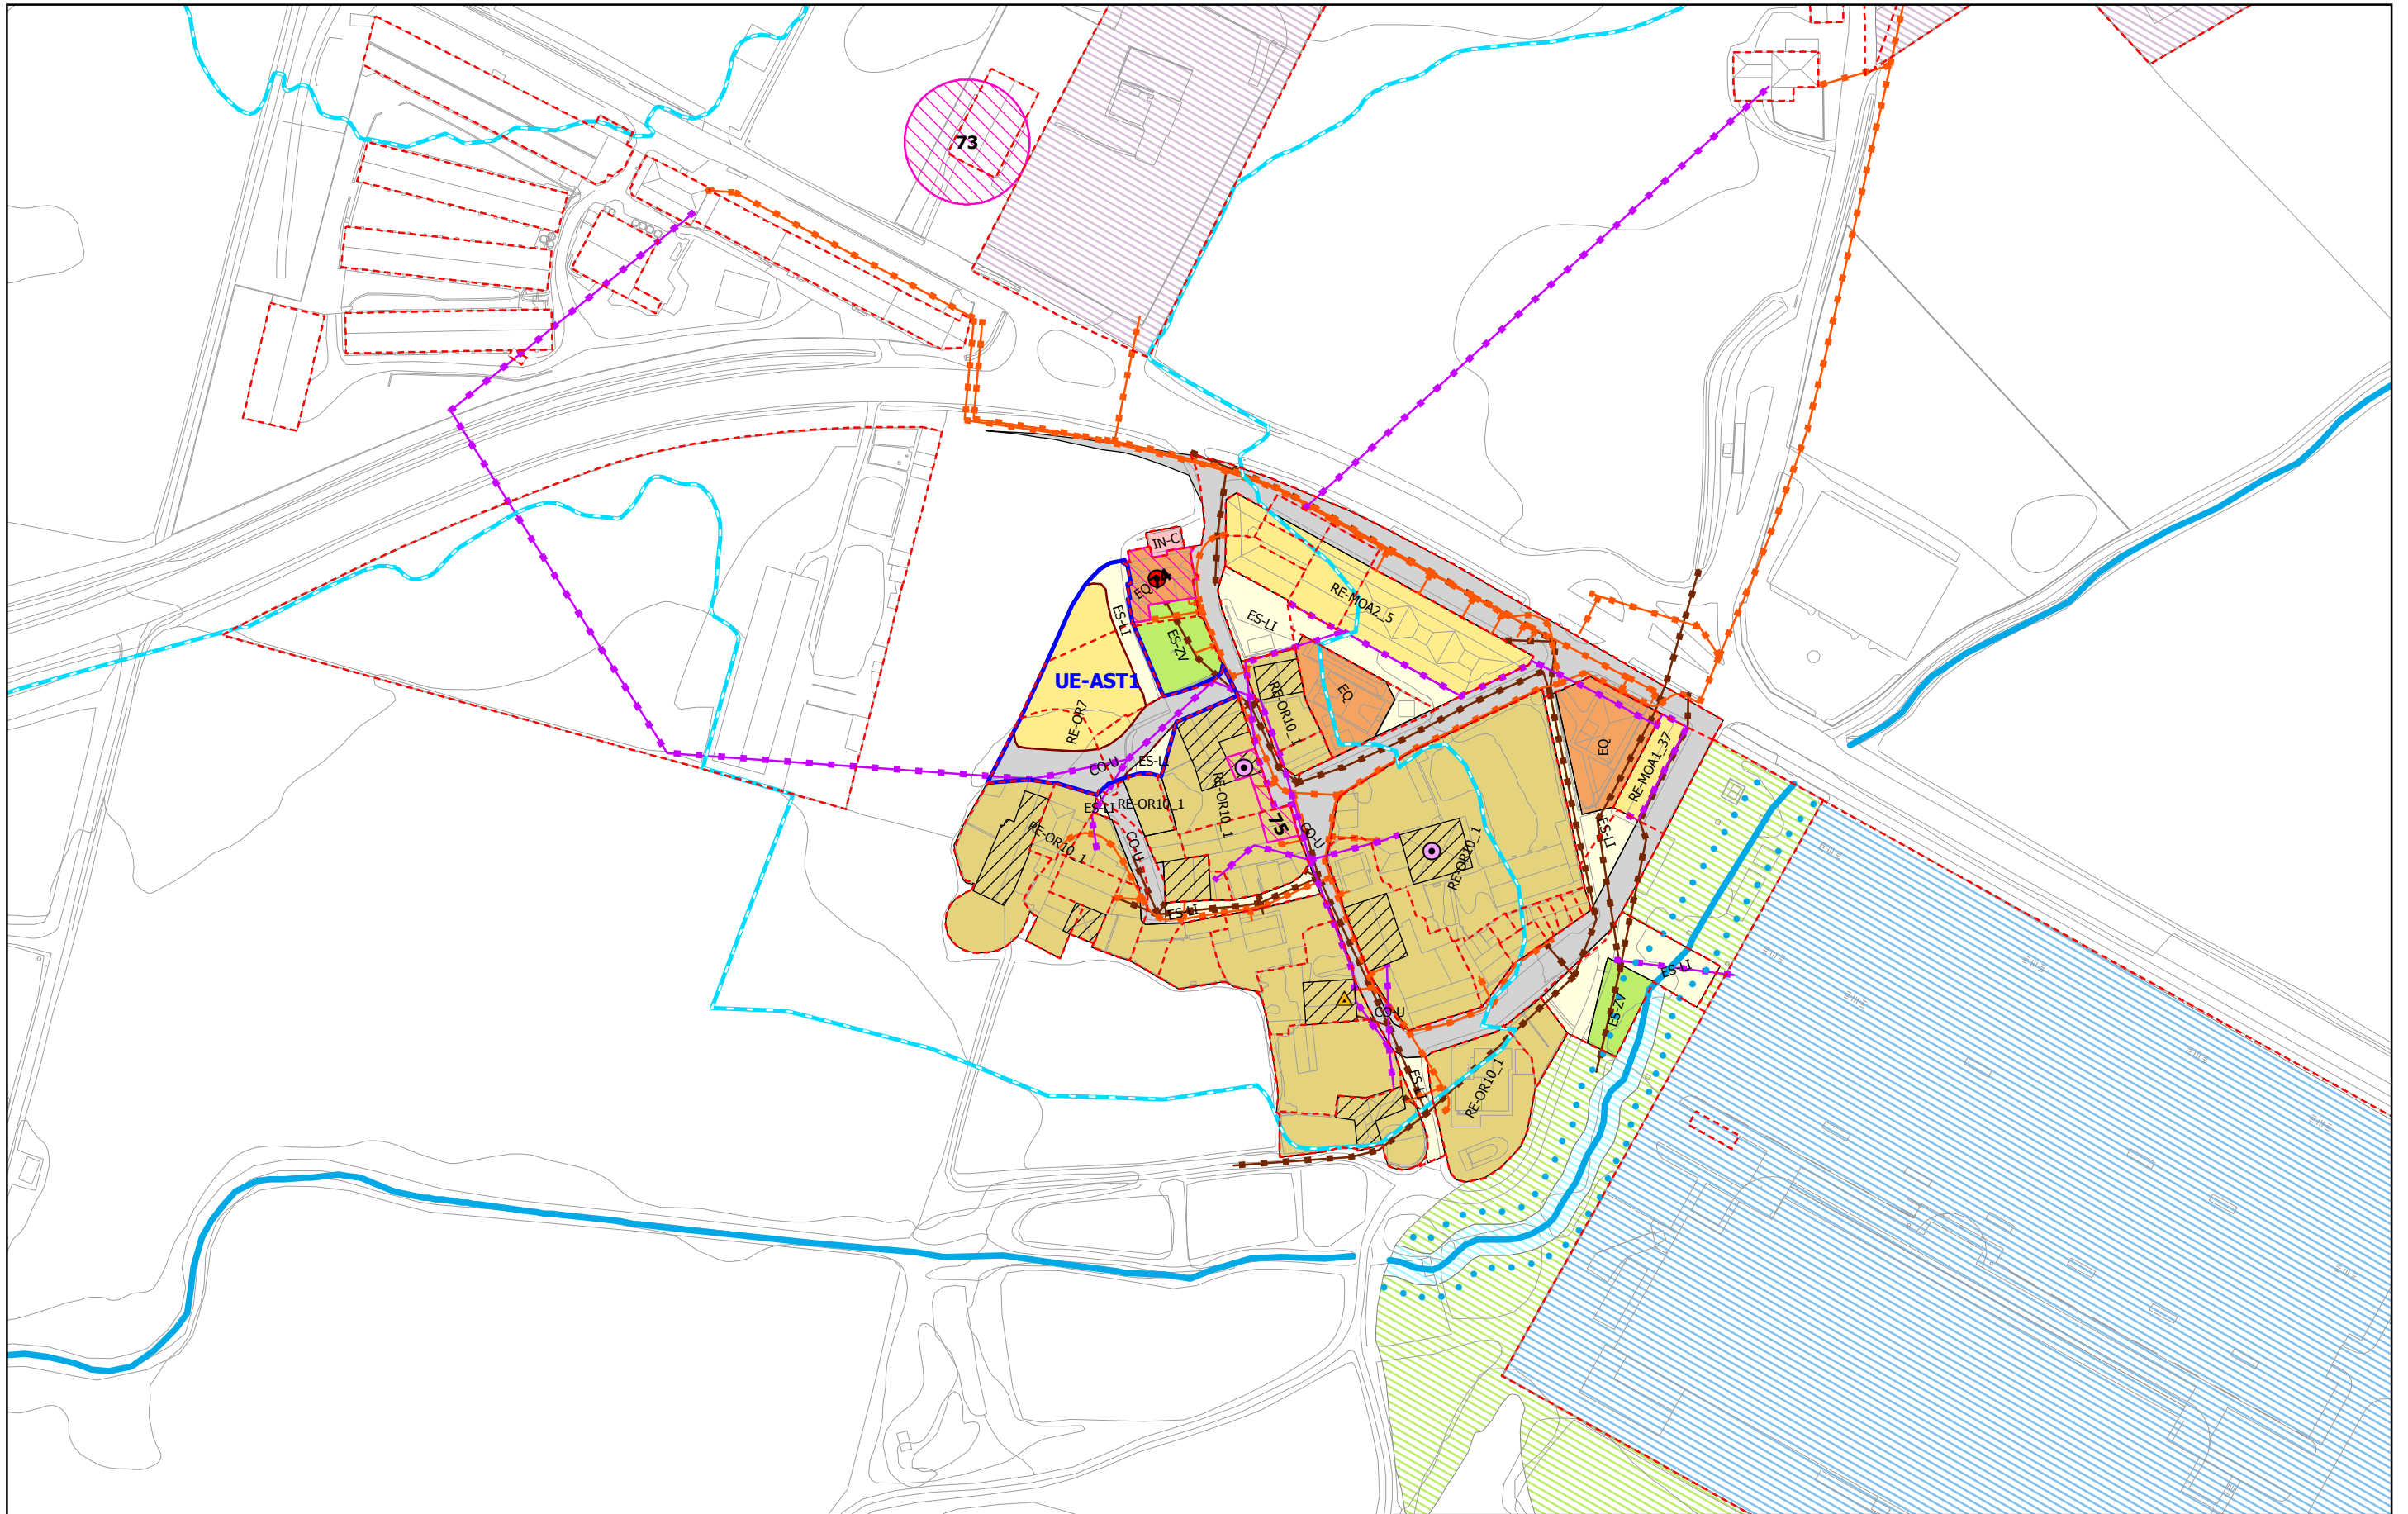 73
IN-C
EQ
ES-LI
ES-ZV
ES-LI
RE-MOA2_5
UE-AST1
RE-OR7
RE-OR10_1
EQ
EQ
RE-MOA1_37
CO-U
ES-LI
ES-LI
RE-OR10_1
RE-OR10_1
75
CO-U
CO-U
RE-OR10_1
RE-OR10_1
ES-LI
ES-LI
ES-LI
ES-ZV
CO-U
ES-LI
RE-OR10_1